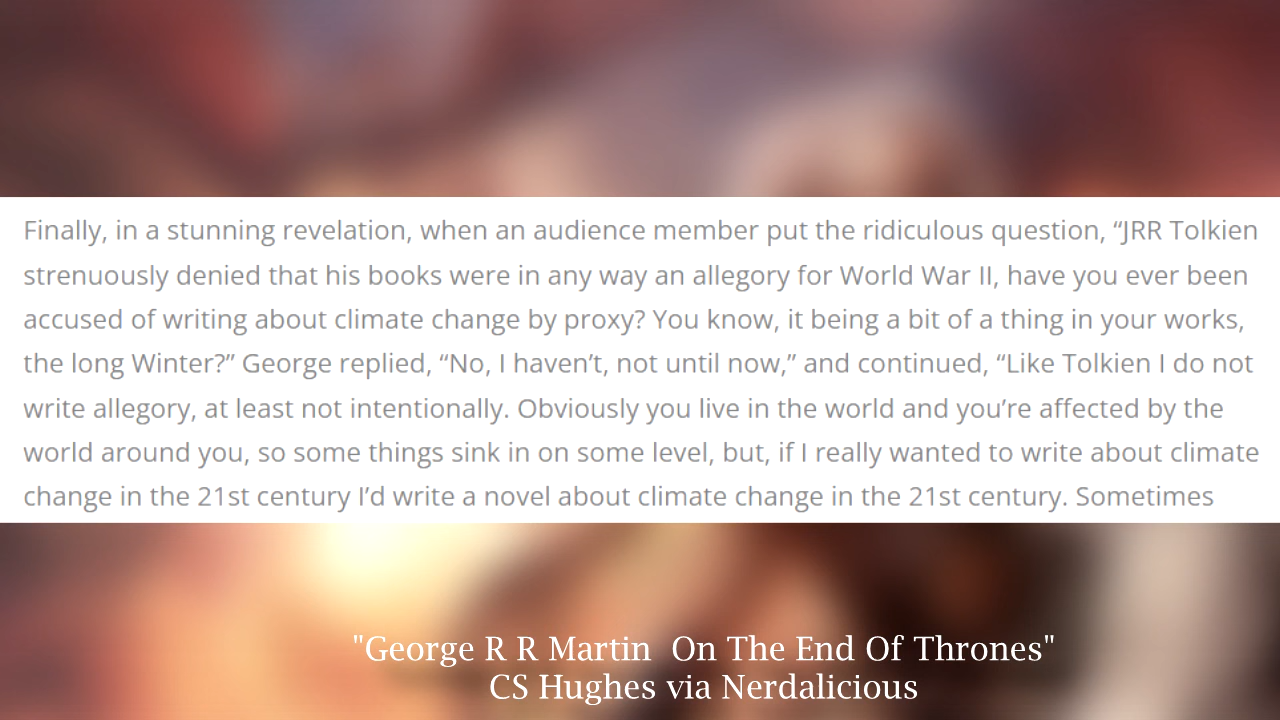 Finally, in a stunning revelation, when an audience member put the ridiculous question, “JRR Tolkien
strenuously denied that his books were in any way an allegory for World War II, have you ever been
accused of writing about climate change by proxy? You know, it being a bit of a thing in your works,
the long Winter?” George replied, “No, I haven’t, not until now,” and continued, “Like Tolkien I do not
write allegory, at least not intentionally. Obviously you live in the world and you’re affected by the
world around you, so some things sink in on some level, but, if I really wanted to write about climate
change in the 21st century I’d write a novel about climate change in the 21st century. Sometimes
"George R R Martin  On The End Of Thrones"
CS Hughes via Nerdalicious